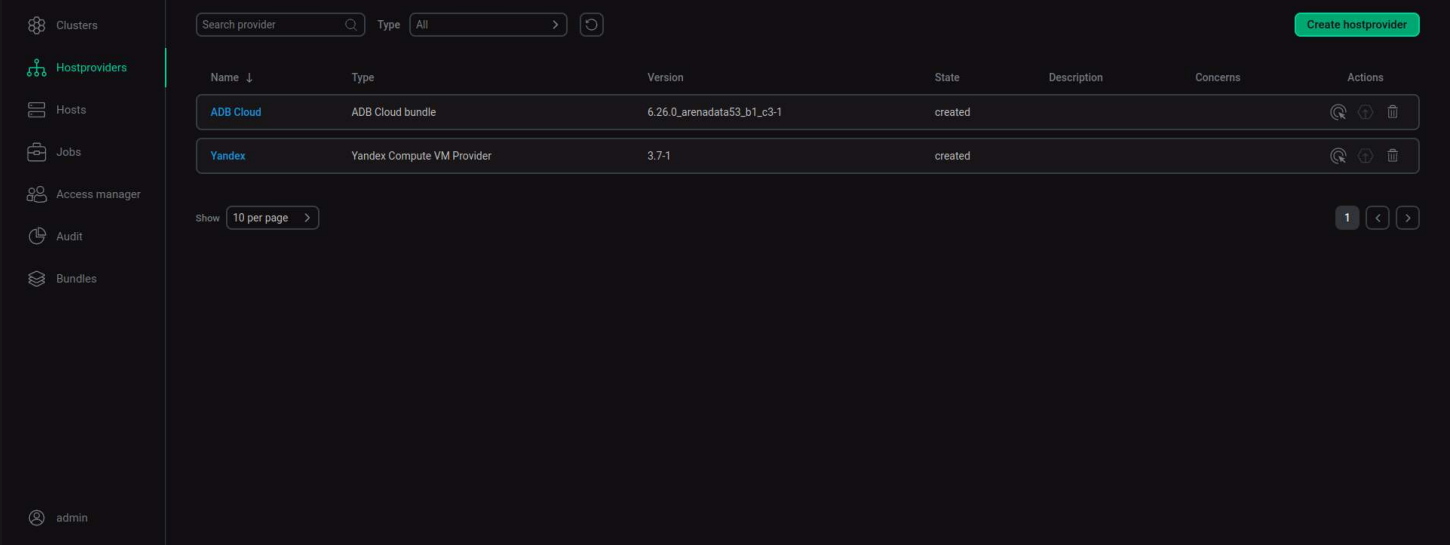 Clusters
Hostproviders
Hosts
Jobs
Access manager
Audit
Bundles
admin
Search provider Type All Create hostprovider
Name Type Version State Description Concerns Actions
ADB Cloud ADB Cloud bundle 6.26.0_arenadata53_b1_c3-1 created
Yandex Yandex Compute VM Provider 3.7-1 created
Show 10 per page 1